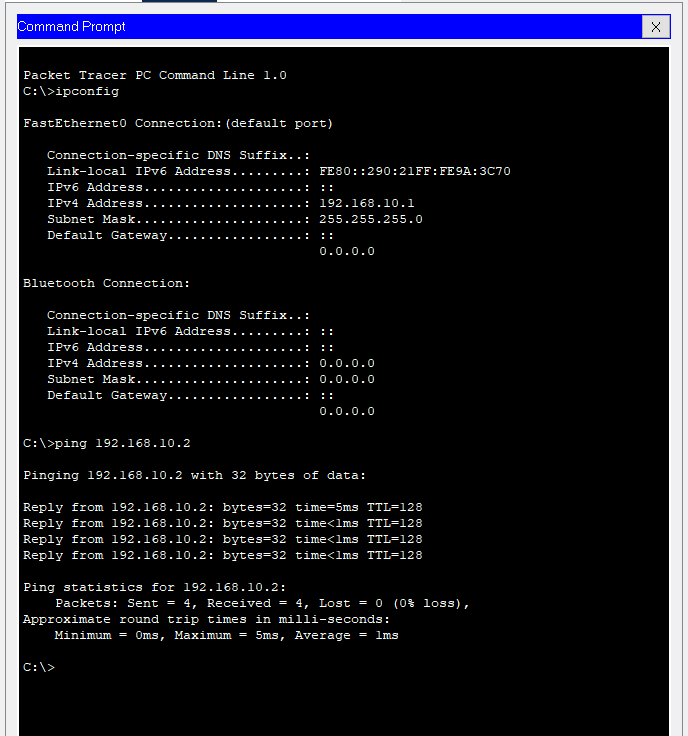 Command Prompt
X
Packet Tracer PC Command Line 1.0
C:\>ipconfig
FastEthernet0 Connection:(default port)
Connection-specific DNS Suffix..:
Link-local IPv6 Address.........: FE80::290:21FF:FE9A:3C70
IPv6 Address....................: ::
IPv4 Address....................: 192.168.10.1
Subnet Mask.....................: 255.255.255.0
Default Gateway.................: ::
0.0.0.0
Bluetooth Connection:
Connection-specific DNS Suffix..:
Link-local IPv6 Address.........: ::
IPv6 Address....................: ::
IPv4 Address....................: 0.0.0.0
Subnet Mask.....................: 0.0.0.0
Default Gateway.................: ::
0.0.0.0
C:\>ping 192.168.10.2
Pinging 192.168.10.2 with 32 bytes of data:
Reply from 192.168.10.2: bytes=32 time=5ms TTL=128
Reply from 192.168.10.2: bytes=32 time<1ms TTL=128
Reply from 192.168.10.2: bytes=32 time<1ms TTL=128
Reply from 192.168.10.2: bytes=32 time<1ms TTL=128
Ping statistics for 192.168.10.2:
Packets: Sent = 4, Received = 4, Lost = 0 (0% loss),
Approximate round trip times in milli-seconds:
Minimum = 0ms, Maximum = 5ms, Average = 1ms
C:\>